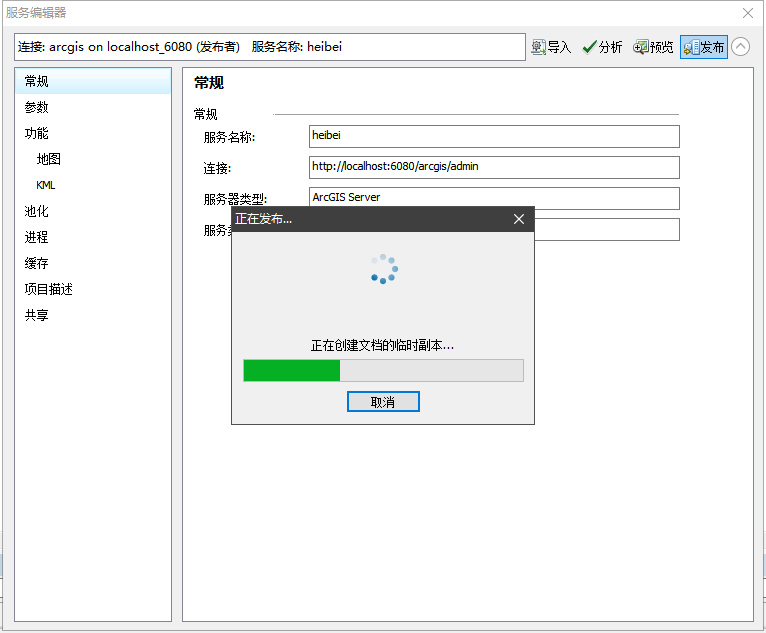 服务编辑器
连接: arcgis on localhost_6080 (发布者) 服务名称: heibei
导入 分析 预览 发布
常规
参数
功能
地图
KML
池化
进程
缓存
项目描述
共享
常规
常规
服务名称: heibei
连接: http://localhost:6080/arcgis/admin
服务器类型: ArcGIS Server
服务
正在发布...
正在创建文档的临时副本...
取消